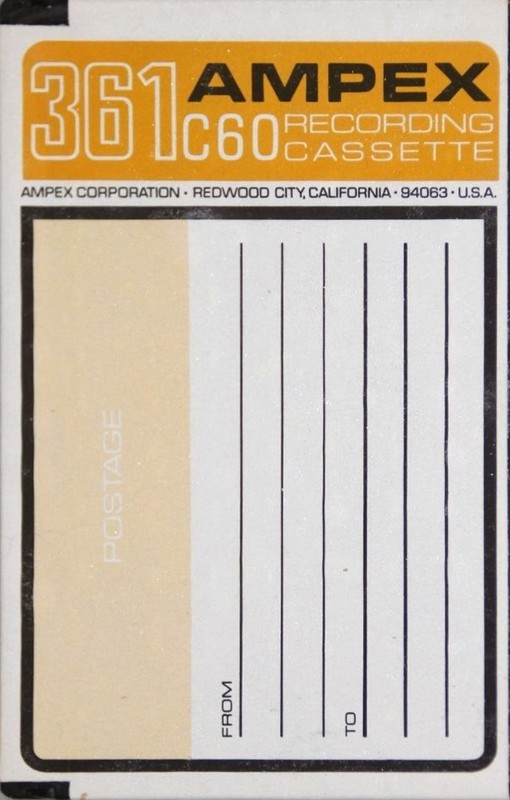 361 AMPEX
C60 RECORDING
CASSETTE
AMPEX CORPORATION · REDWOOD CITY, CALIFORNIA · 94063 · U.S.A.
POSTAGE
FROM
TO